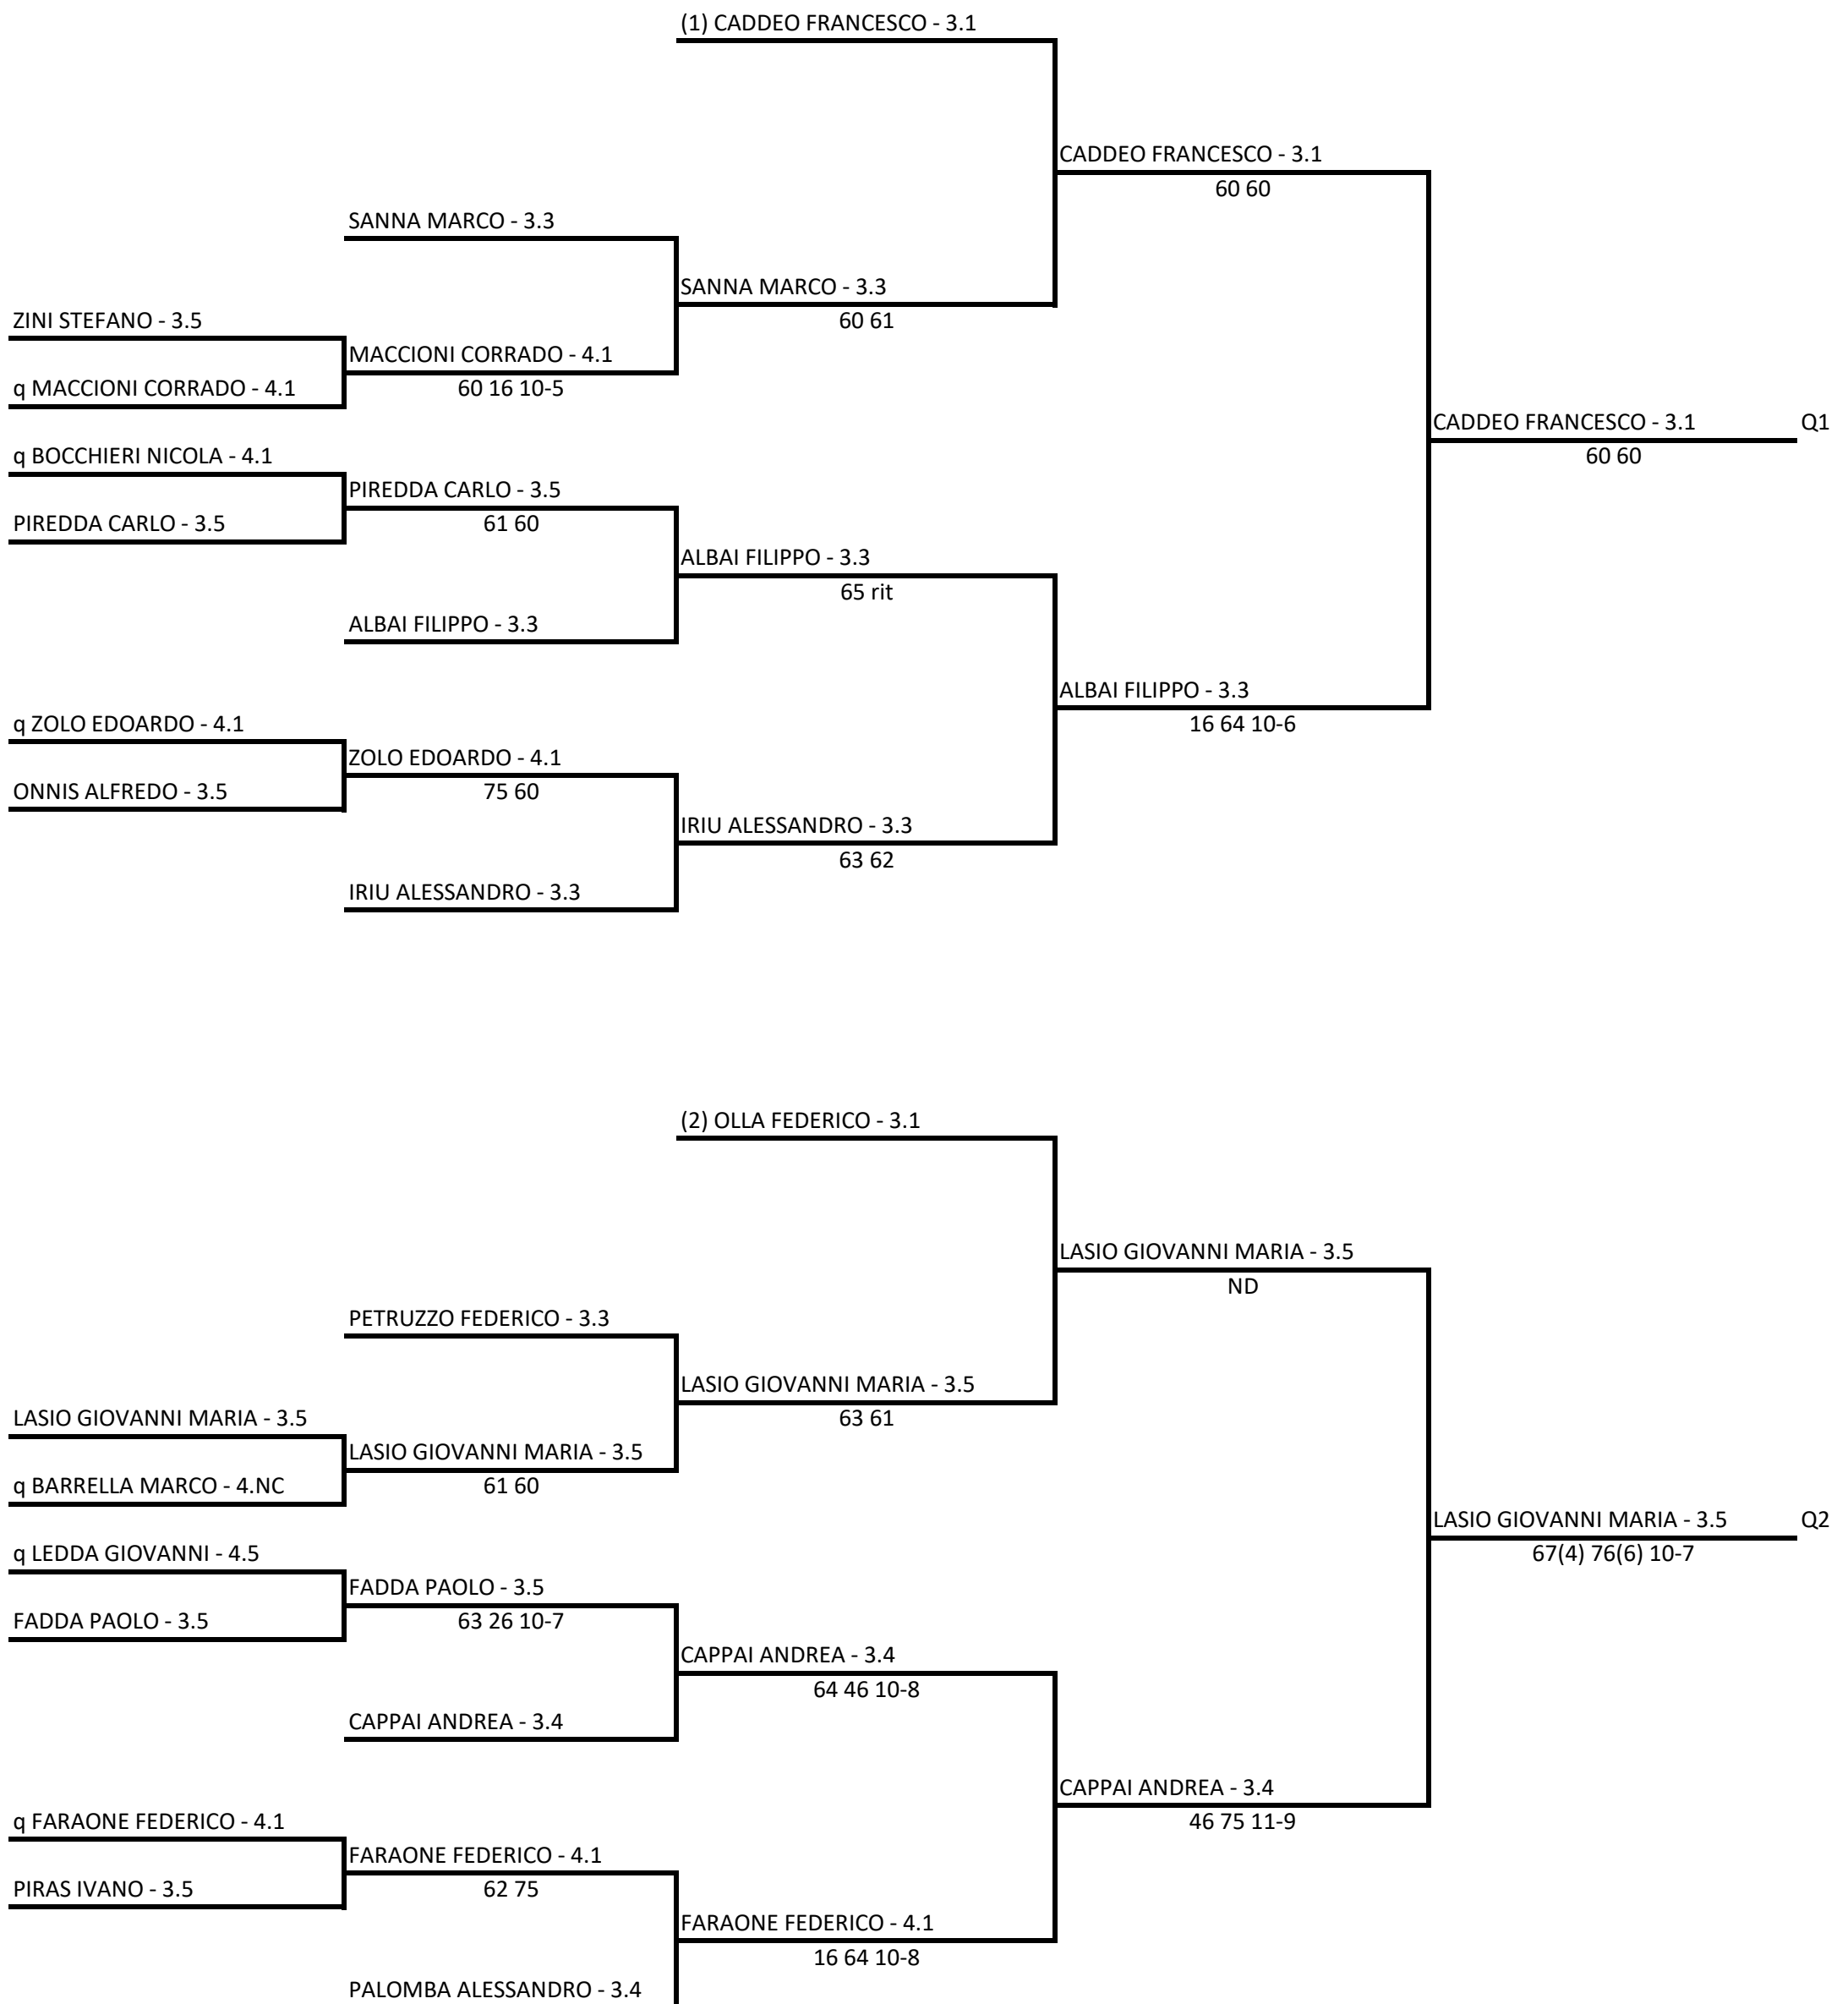 (1) CADDEO FRANCESCO - 3.1
CADDEO FRANCESCO - 3.1
60 60
SANNA MARCO - 3.3
SANNA MARCO - 3.3
60 61
ZINI STEFANO - 3.5
MACCIONI CORRADO - 4.1
60 16 10-5
q MACCIONI CORRADO - 4.1
CADDEO FRANCESCO - 3.1 Q1
60 60
q BOCCHIERI NICOLA - 4.1
PIREDDA CARLO - 3.5
61 60
PIREDDA CARLO - 3.5
ALBAI FILIPPO - 3.3
65 rit
ALBAI FILIPPO - 3.3
ALBAI FILIPPO - 3.3
16 64 10-6
q ZOLO EDOARDO - 4.1
ZOLO EDOARDO - 4.1
75 60
ONNIS ALFREDO - 3.5
IRIU ALESSANDRO - 3.3
63 62
IRIU ALESSANDRO - 3.3
(2) OLLA FEDERICO - 3.1
LASIO GIOVANNI MARIA - 3.5
ND
PETRUZZO FEDERICO - 3.3
LASIO GIOVANNI MARIA - 3.5
63 61
LASIO GIOVANNI MARIA - 3.5
LASIO GIOVANNI MARIA - 3.5
61 60
q BARRELLA MARCO - 4.NC
LASIO GIOVANNI MARIA - 3.5 Q2
67(4) 76(6) 10-7
q LEDDA GIOVANNI - 4.5
FADDA PAOLO - 3.5
63 26 10-7
FADDA PAOLO - 3.5
CAPPAI ANDREA - 3.4
64 46 10-8
CAPPAI ANDREA - 3.4
CAPPAI ANDREA - 3.4
46 75 11-9
q FARAONE FEDERICO - 4.1
FARAONE FEDERICO - 4.1
62 75
PIRAS IVANO - 3.5
FARAONE FEDERICO - 4.1
16 64 10-8
PALOMBA ALESSANDRO - 3.4